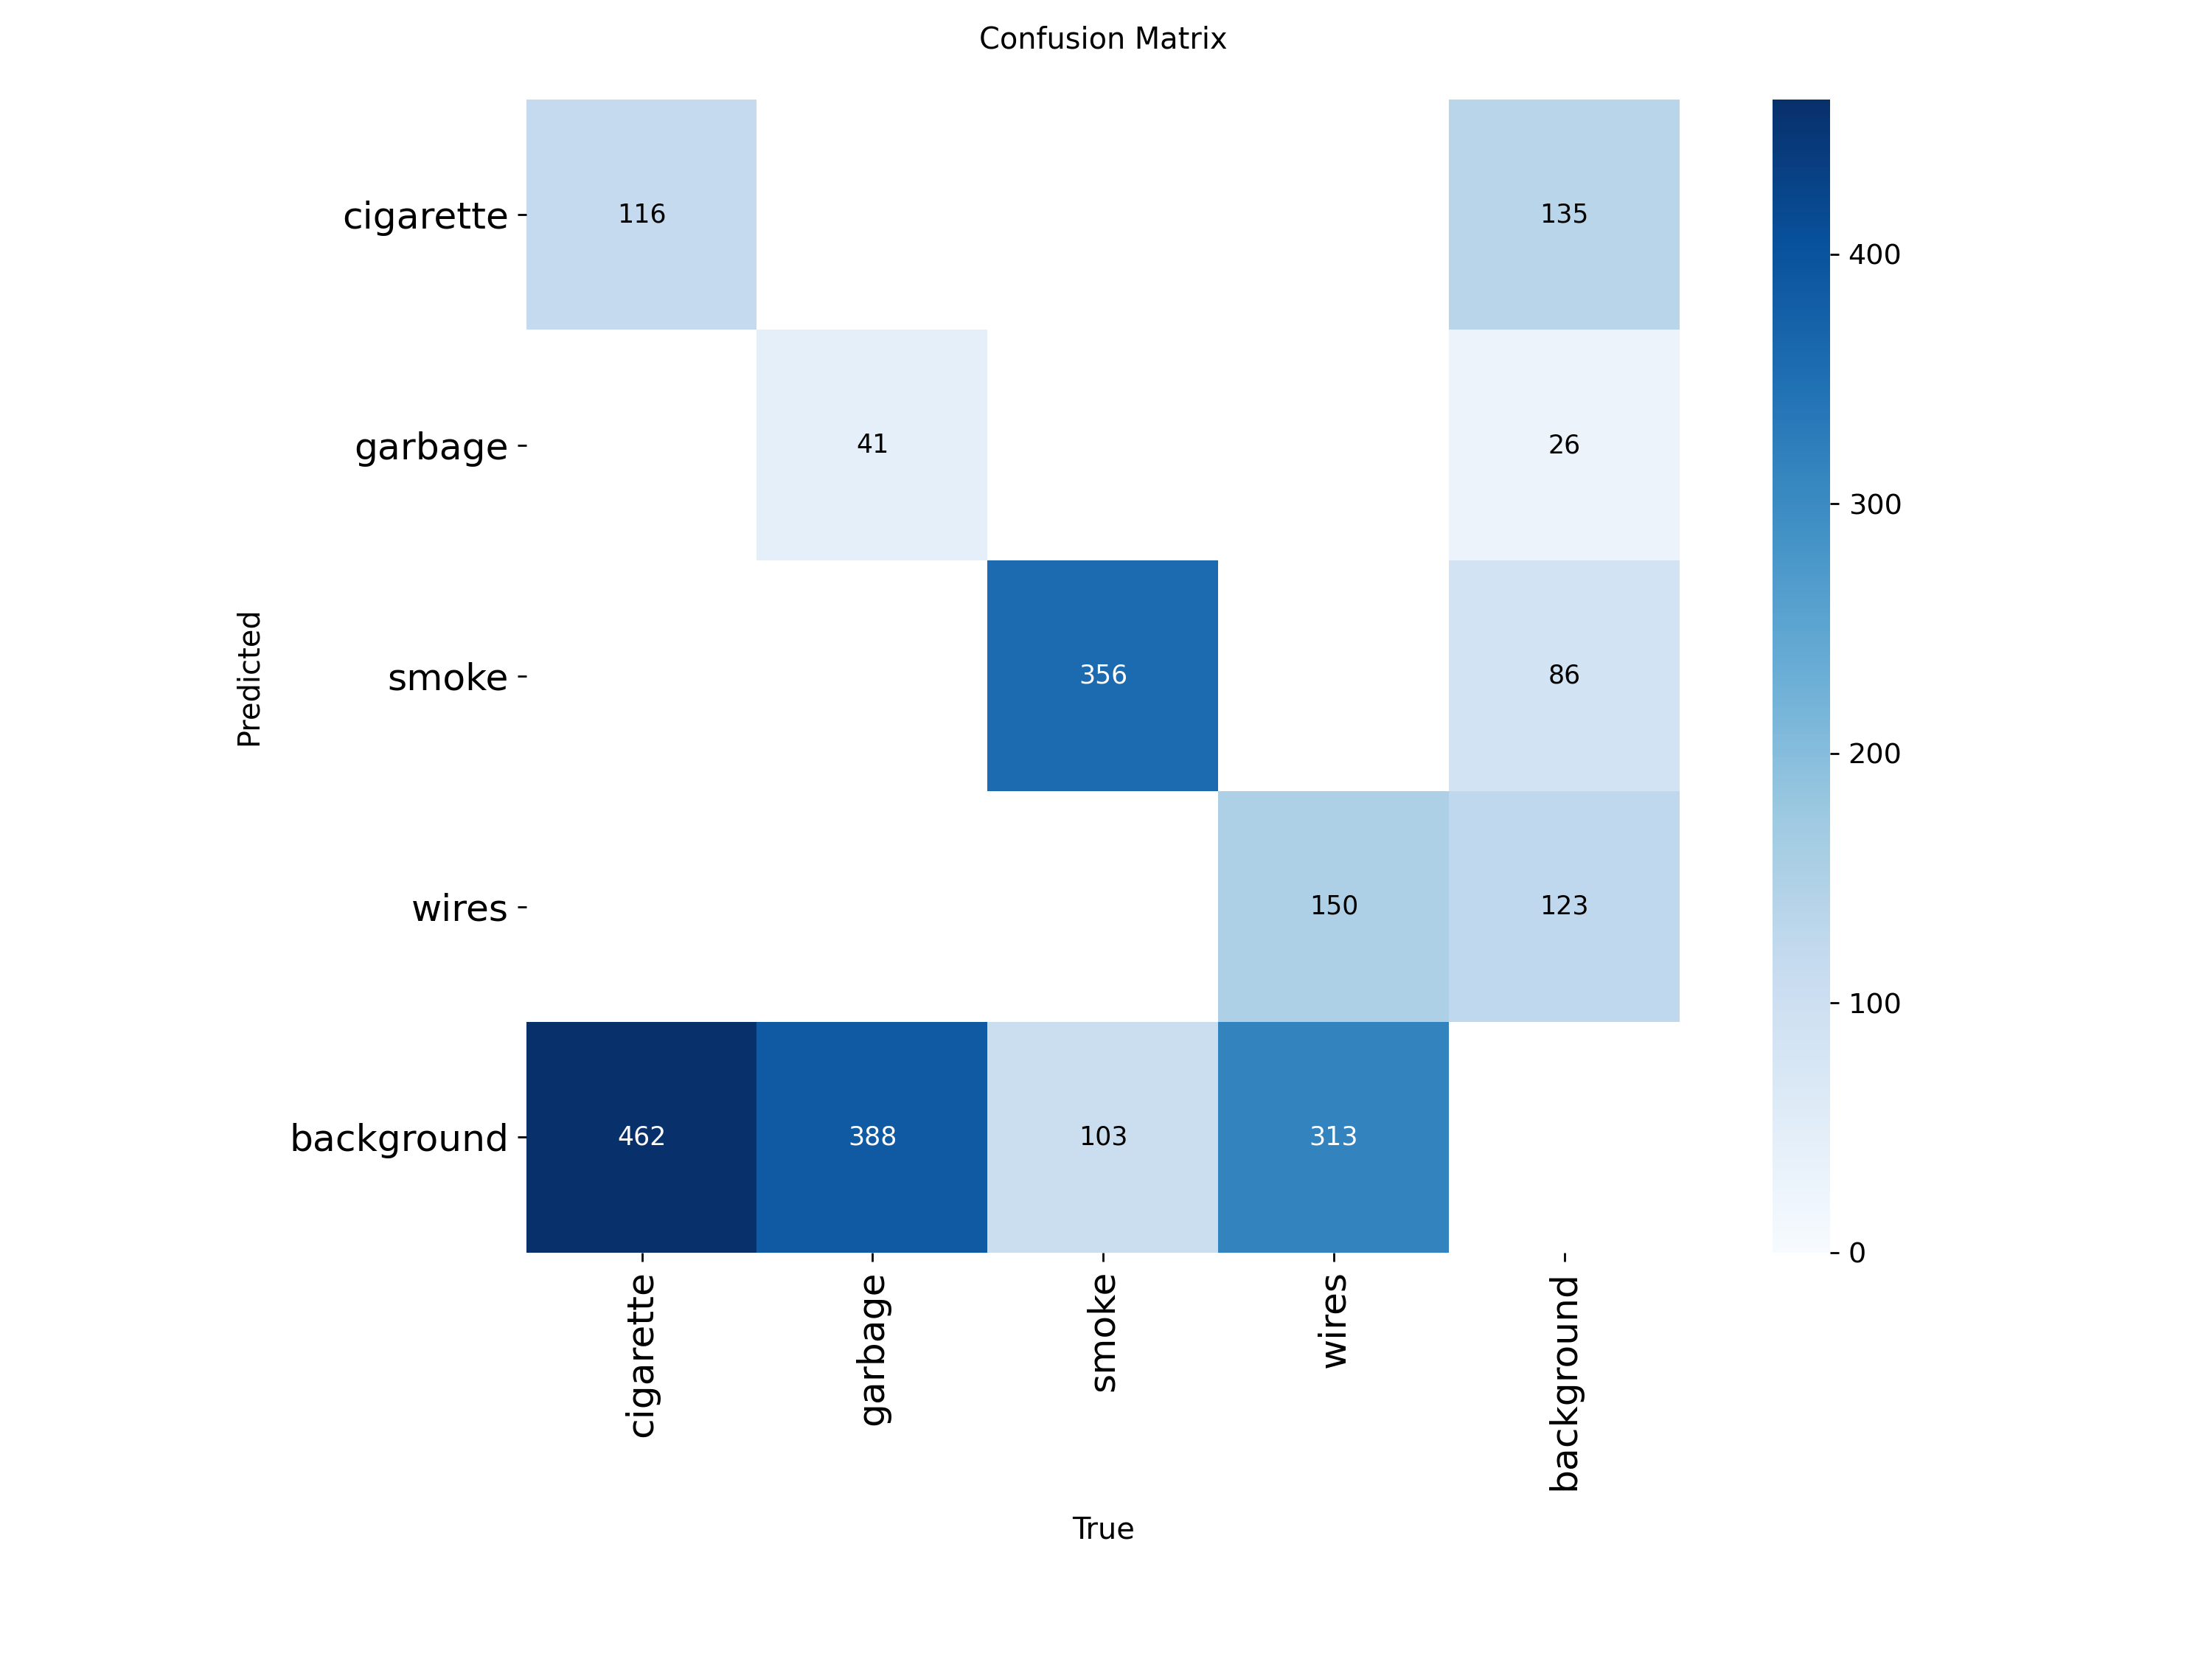 Confusion Matrix
cigarette
116
135
400
garbage
41
26
300
Predicted
smoke
356
86
200
wires
150
123
100
background
462
388
103
313
0
cigarette
garbage
smoke
wires
background
True